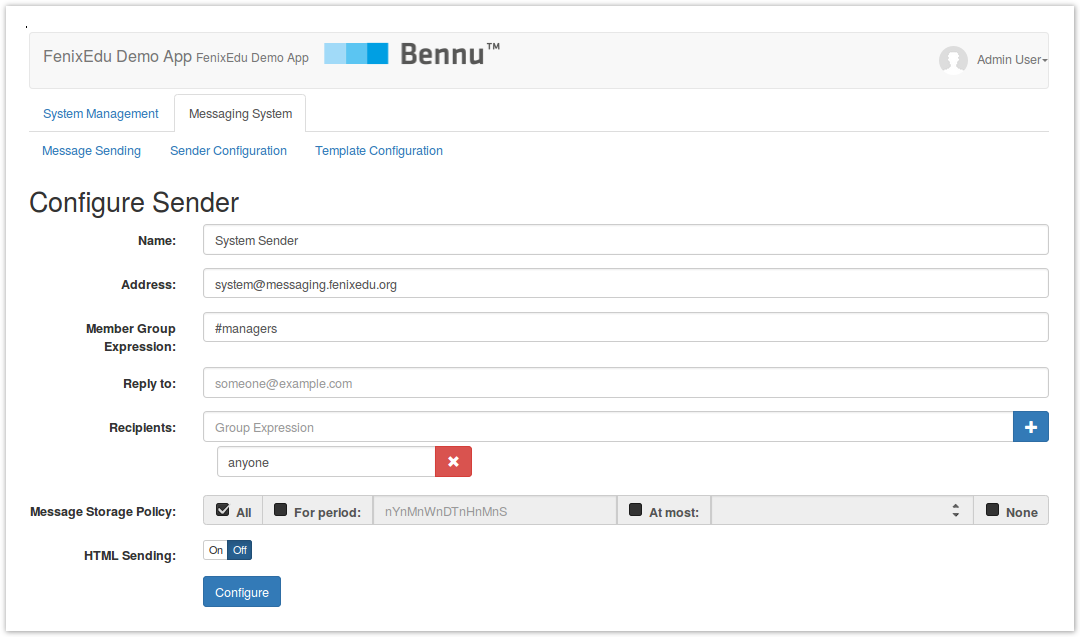 FenixEdu Demo App FenixEdu Demo App Bennu™ Admin User
System Management Messaging System
Message Sending Sender Configuration Template Configuration
Configure Sender
Name: System Sender
Address: system@messaging.fenixedu.org
Member Group Expression: #managers
Reply to: someone@example.com
Recipients: Group Expression
anyone
Message Storage Policy: All For period: nYnMnWnDTnHnMnS At most: None
HTML Sending: On Off
Configure